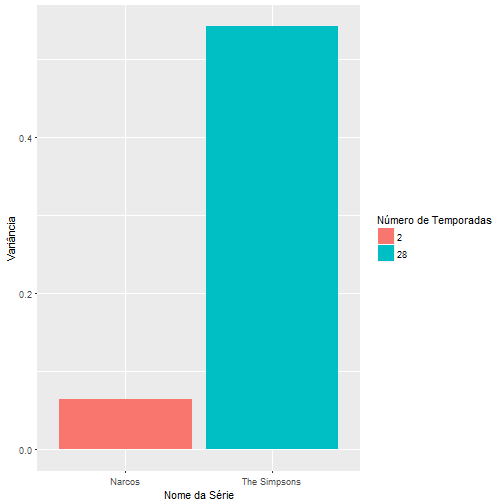 Variância
0.4
0.2
0.0
Narcos
The Simpsons
Nome da Série
Número de Temporadas
2
28